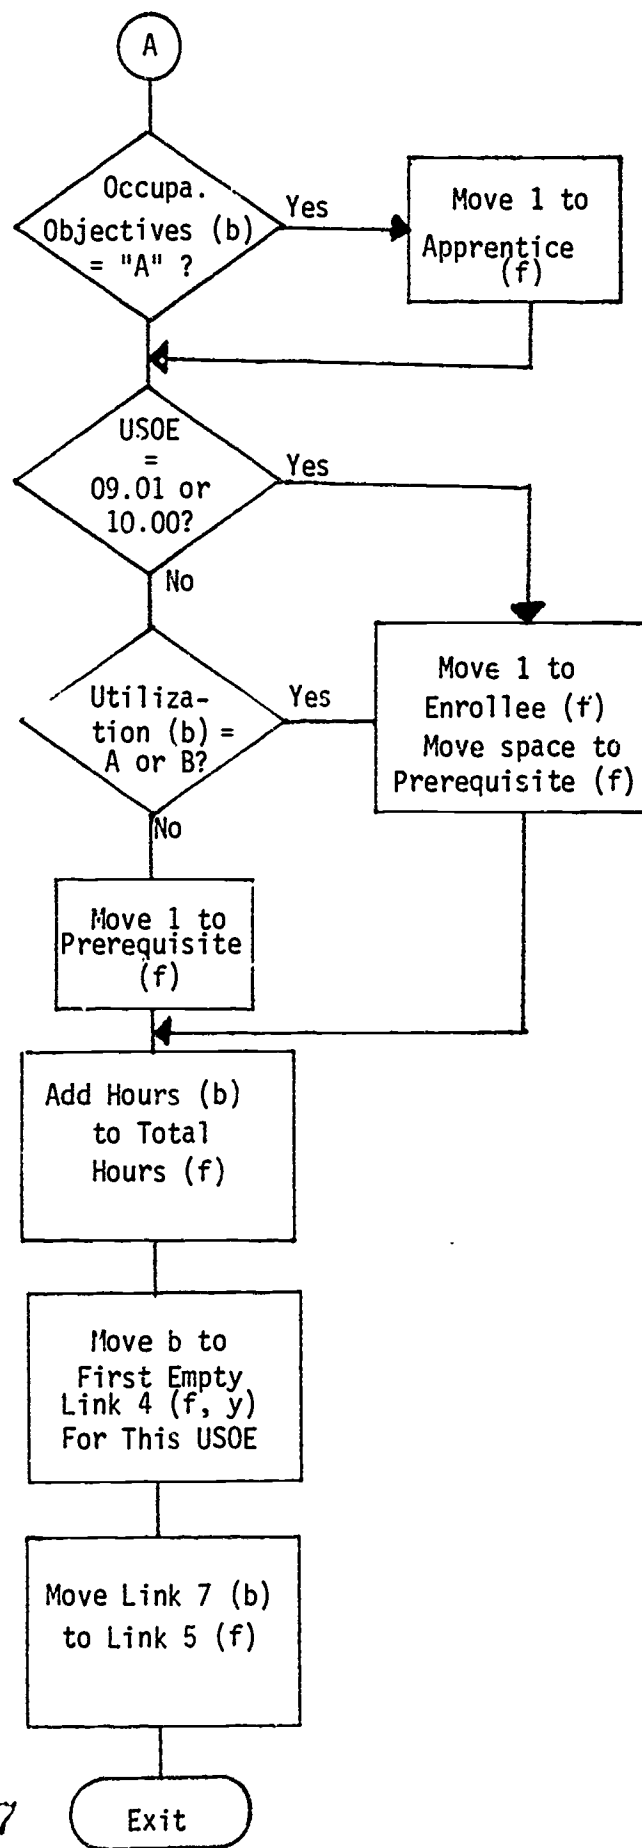 A
Occupa.
Objectives (b)
= "A" ?
Yes
Move 1 to
Apprentice
(f)
USOE
=
09.01 or
10.00?
Yes
No
Utiliza-
tion (b) =
A or B?
Yes
Move 1 to
Enrollee (f)
Move space to
Prerequisite (f)
No
Move 1 to
Prerequisite
(f)
Add Hours (b)
to Total
Hours (f)
Move b to
First Empty
Link 4 (f, y)
For This USOE
Move Link 7 (b)
to Link 5 (f)
7
Exit